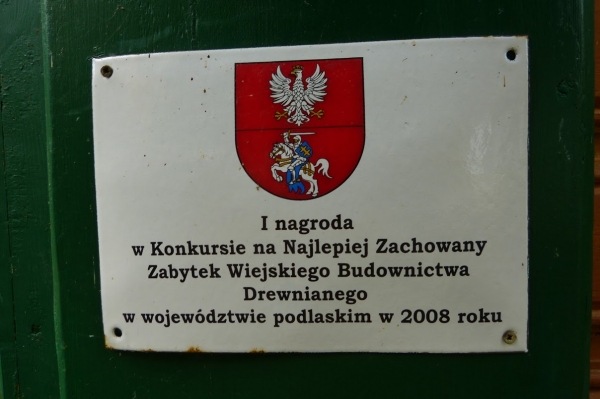 I nagroda
w Konkursie na Najlepiej Zachowany
Zabytek Wiejskiego Budownictwa
Drewnianego
w województwie podlaskim w 2008 roku